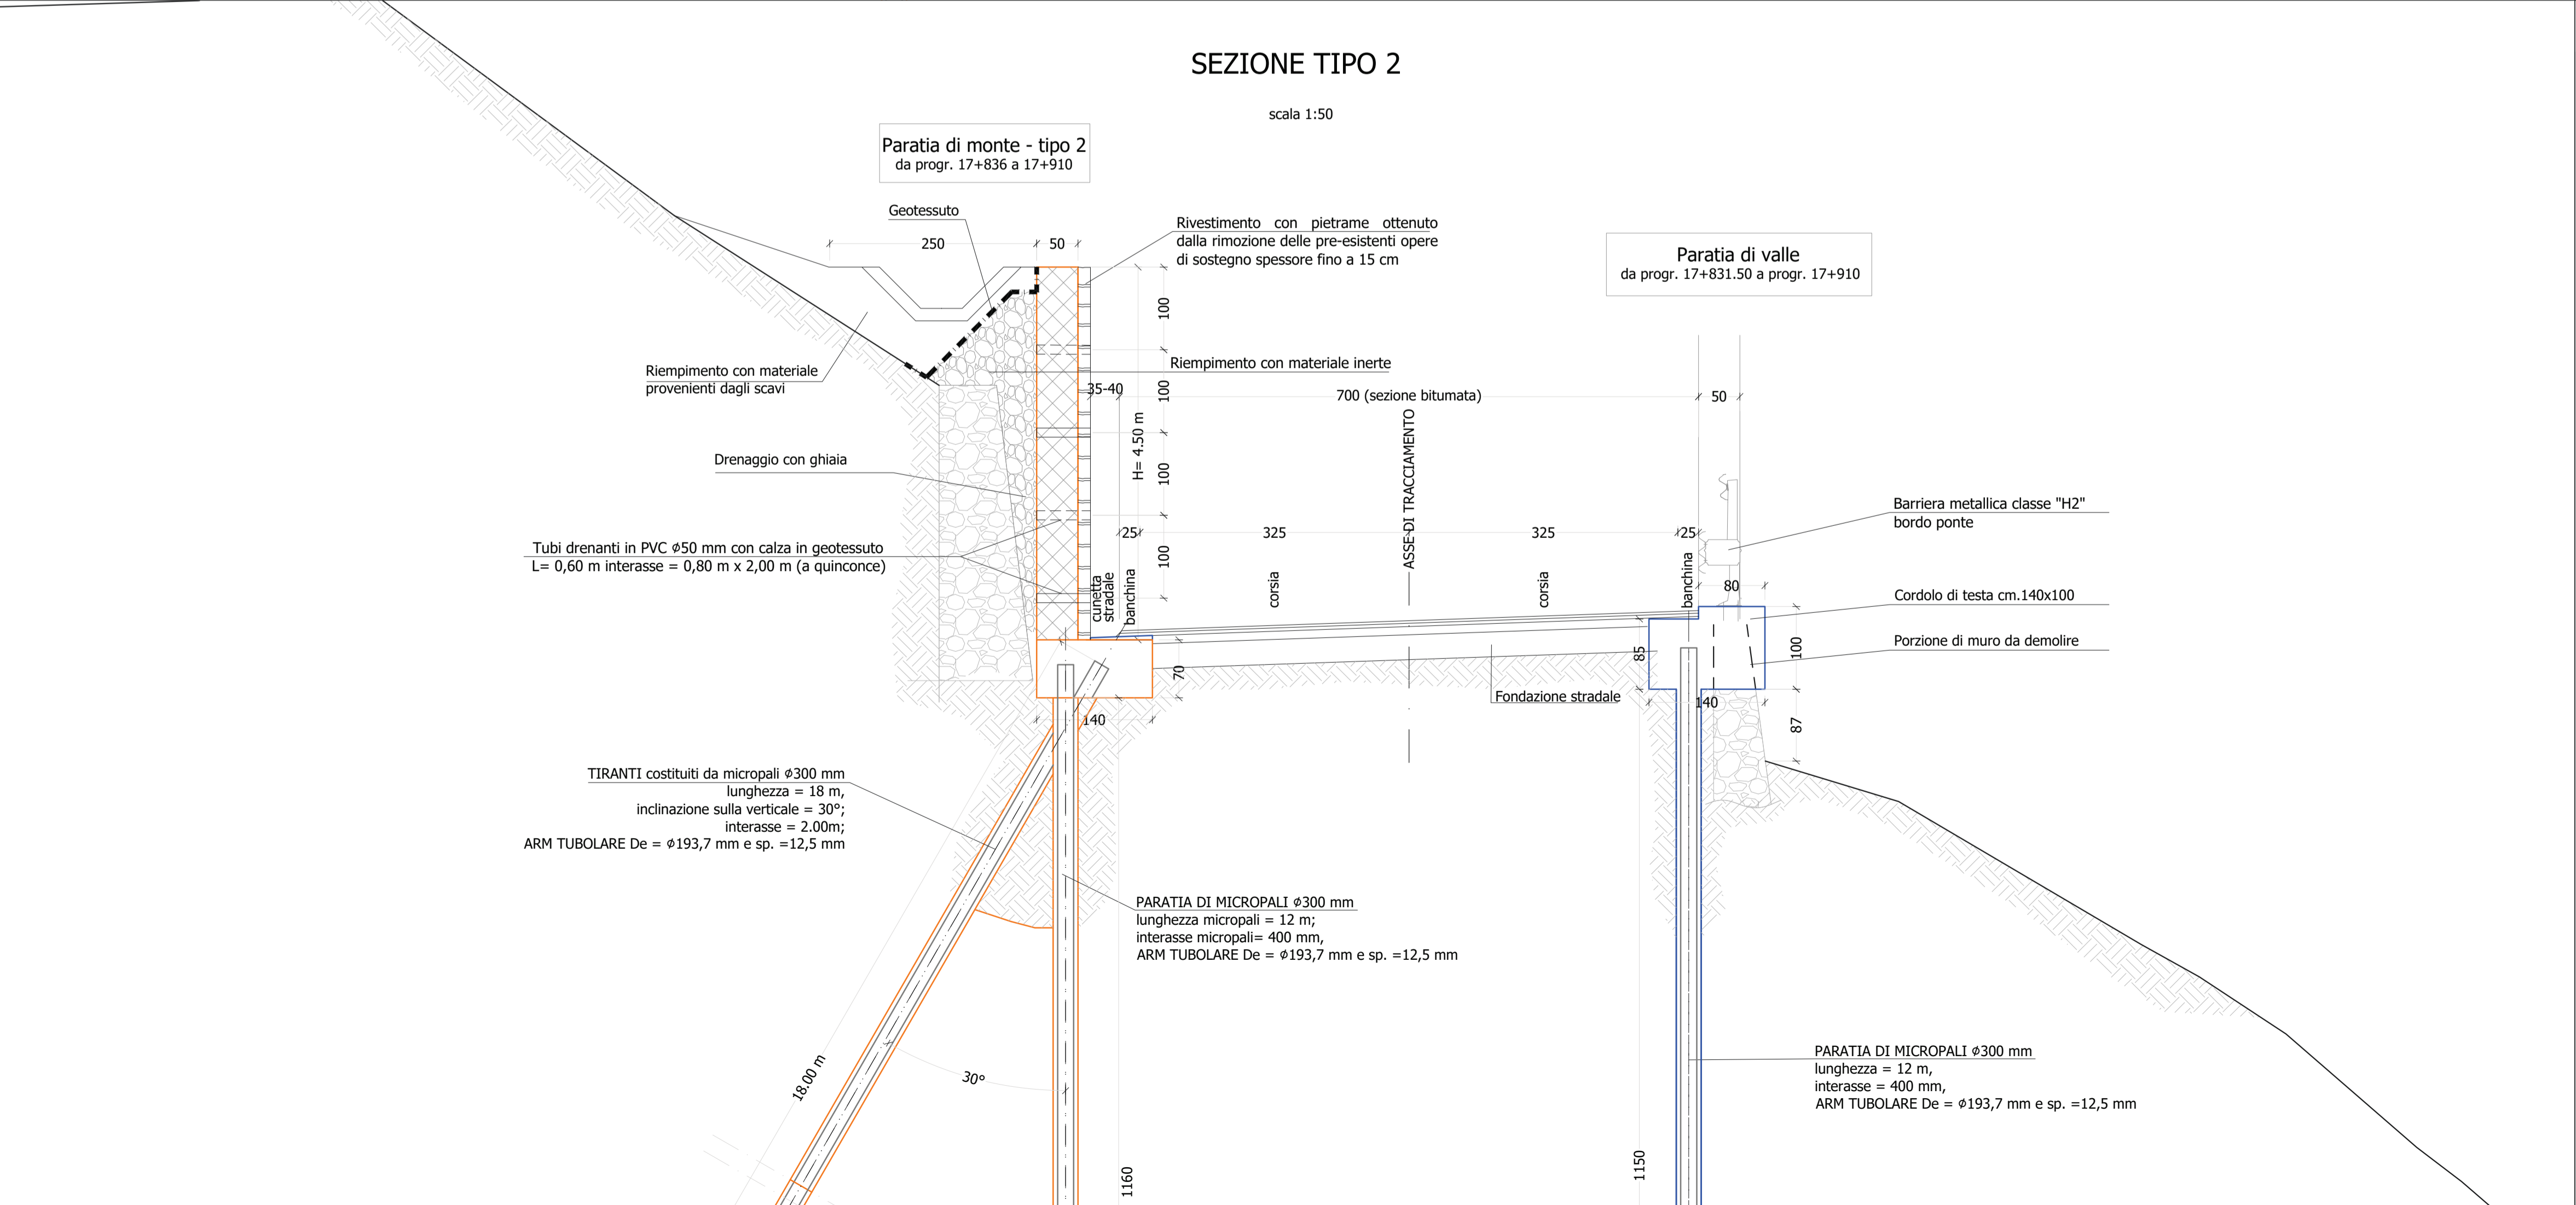 SEZIONE TIPO 2
scala 1:50
Paratia di monte - tipo 2
da progr. 17+836 a 17+910
Geotessuto
250
50
Rivestimento con pietrame ottenuto
dalla rimozione delle pre-esistenti opere
di sostegno spessore fino a 15 cm
Paratia di valle
da progr. 17+831.50 a progr. 17+910
100
Riempimento con materiale
provenienti dagli scavi
Riempimento con materiale inerte
35-40
100
700 (sezione bitumata)
50
H= 4.50 m
100
ASSE DI TRACCIAMENTO
Drenaggio con ghiaia
Barriera metallica classe "H2"
bordo ponte
25
325
325
25
Tubi drenanti in PVC ⌀50 mm con calza in geotessuto
L= 0,60 m interasse = 0,80 m x 2,00 m (a quinconce)
100
cunetta
stradale
banchina
corsia
corsia
banchina
80
Cordolo di testa cm.140x100
Porzione di muro da demolire
70
85
100
Fondazione stradale
140
140
87
TIRANTI costituiti da micropali ⌀300 mm
lunghezza = 18 m,
inclinazione sulla verticale = 30°;
interasse = 2.00m;
ARM TUBOLARE De = ⌀193,7 mm e sp. =12,5 mm
PARATIA DI MICROPALI ⌀300 mm
lunghezza micropali = 12 m;
interasse micropali= 400 mm,
ARM TUBOLARE De = ⌀193,7 mm e sp. =12,5 mm
18.00 m
30°
PARATIA DI MICROPALI ⌀300 mm
lunghezza = 12 m,
interasse = 400 mm,
ARM TUBOLARE De = ⌀193,7 mm e sp. =12,5 mm
1160
1150